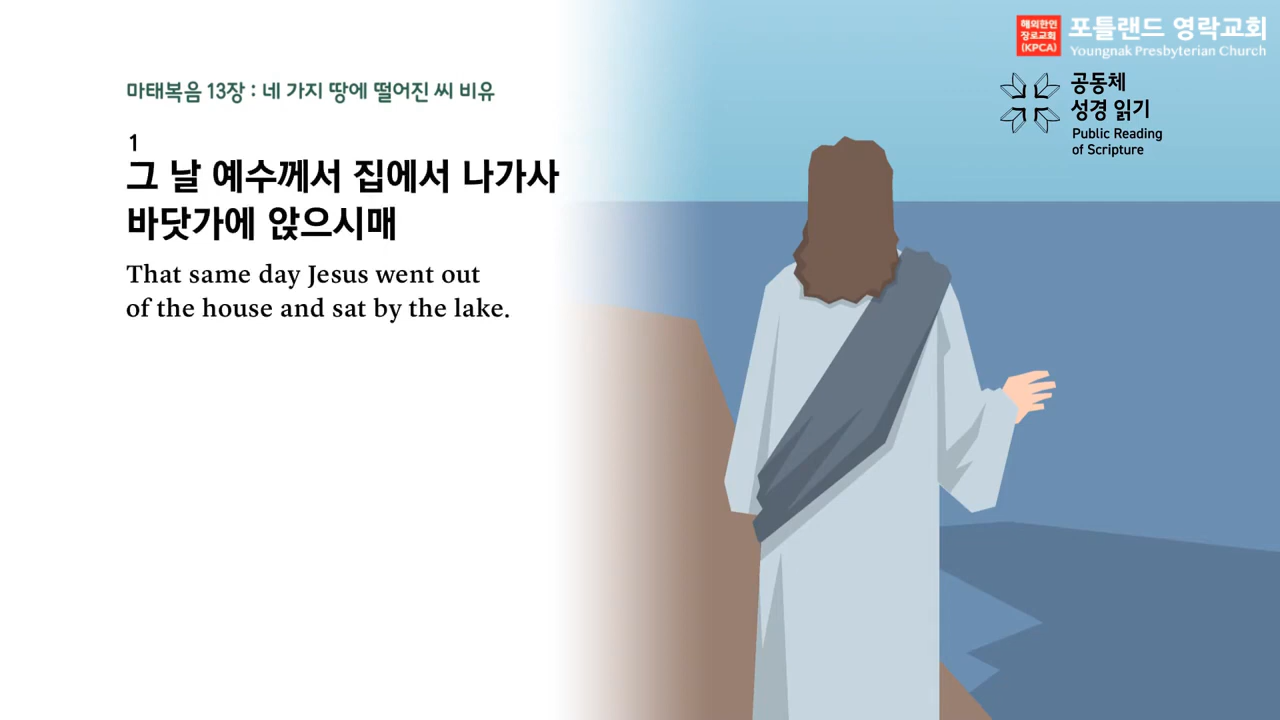 해외한인
장로교회
(KPCA)
포틀랜드 영락교회
Youngnak Presbyterian Church
공동체
성경 읽기
Public Reading
of Scripture
마태복음 13장 : 네 가지 땅에 떨어진 씨 비유
1
그 날 예수께서 집에서 나가사
바닷가에 앉으시매
That same day Jesus went out
of the house and sat by the lake.